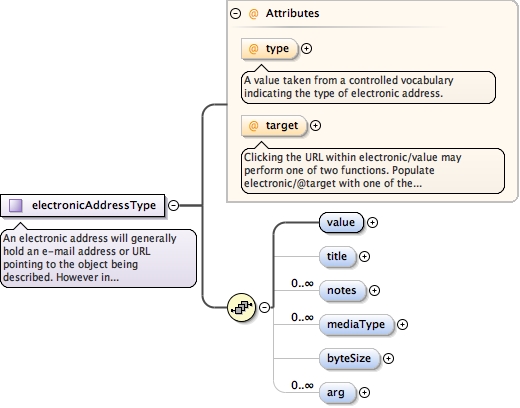 @ Attributes
@ type
A value taken from a controlled vocabulary
indicating the type of electronic address.
@ target
Clicking the URL within electronic/value may
perform one of two functions. Populate
electronic/@target with one of the...
electronicAddressType
An electronic address will generally
hold an e-mail address or URL
pointing to the object being
described. However in...
value
title
0..∞
notes
0..∞
mediaType
byteSize
0..∞
arg